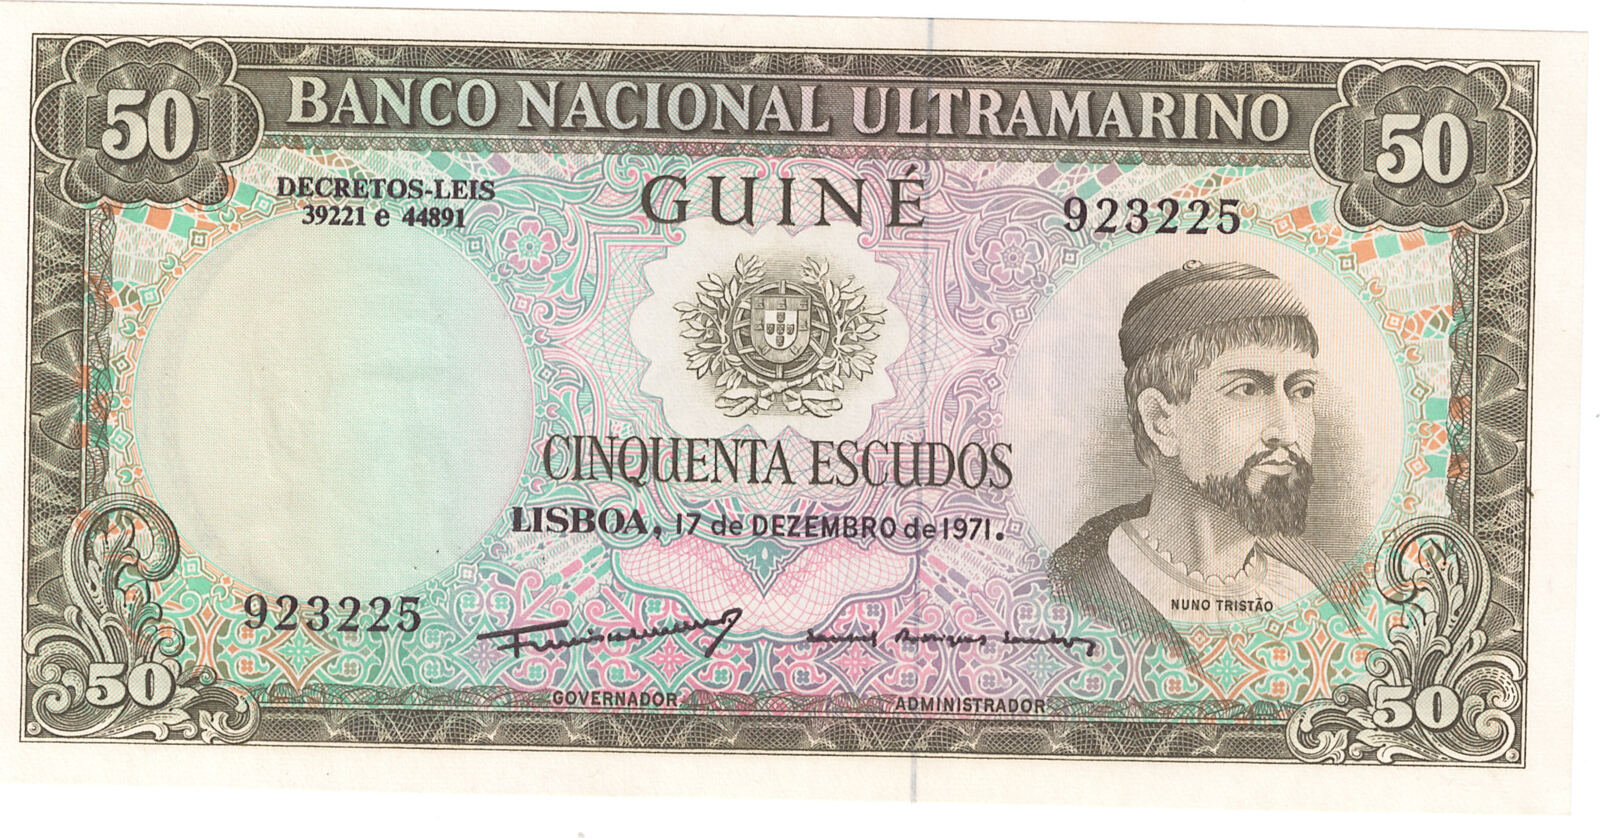 50 BANCO NACIONAL ULTRAMARINO 50
DECRETOS-LEIS
39221 e 44891
GUINÉ
923225
CINQUENTA ESCUDOS
LISBOA, 17 de DEZEMBRO de 1971.
NUNO TRISTÃO
923225
GOVERNADOR
ADMINISTRADOR
50
50